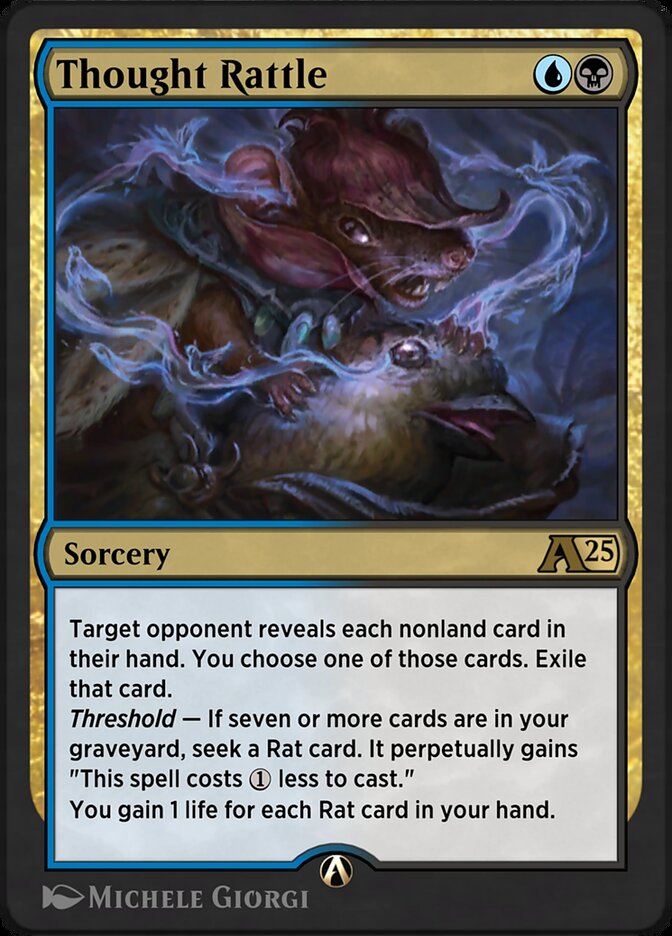 Thought Rattle
Sorcery
A25
Target opponent reveals each nonland card in
their hand. You choose one of those cards. Exile
that card.
Threshold — If seven or more cards are in your
graveyard, seek a Rat card. It perpetually gains
"This spell costs 1 less to cast."
You gain 1 life for each Rat card in your hand.
Michele Giorgi